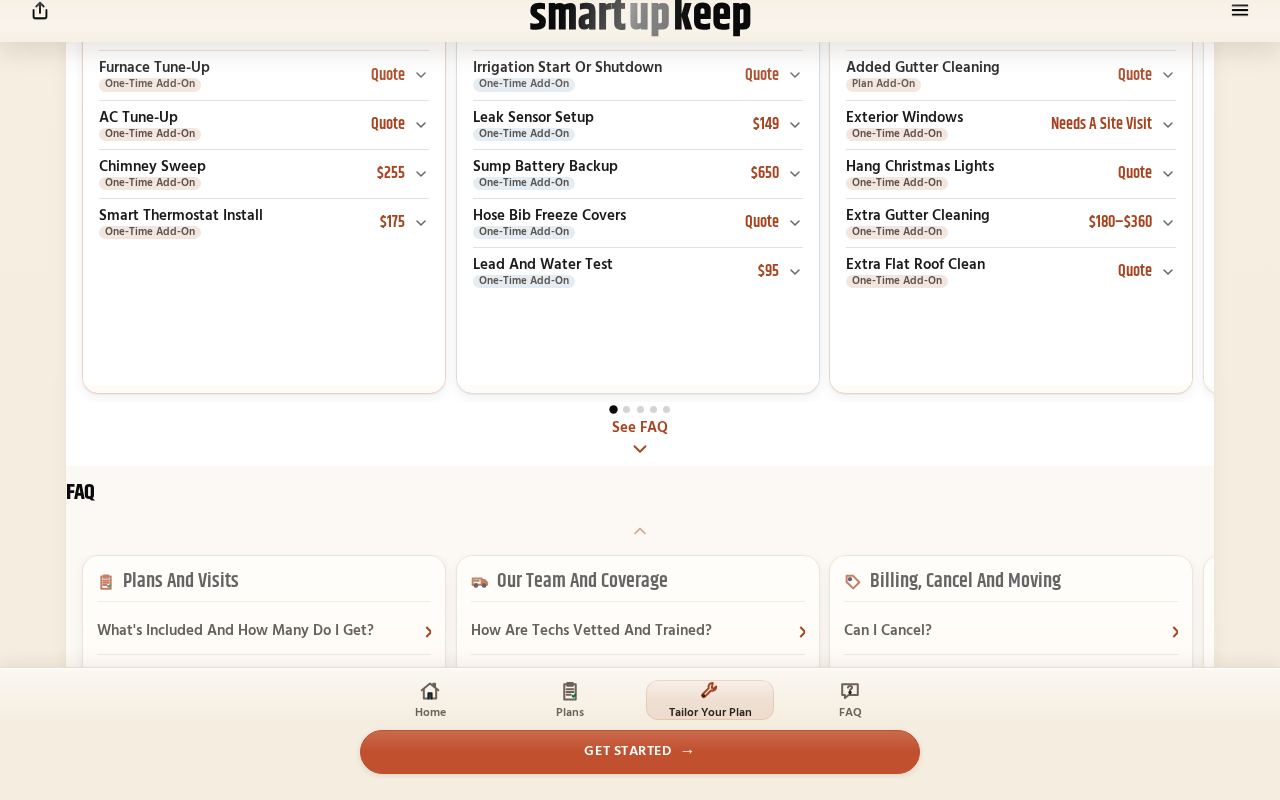 smartupkeep
Furnace Tune-Up
One-Time Add-On
Quote
AC Tune-Up
One-Time Add-On
Quote
Chimney Sweep
One-Time Add-On
$255
Smart Thermostat Install
One-Time Add-On
$175
Irrigation Start Or Shutdown
One-Time Add-On
Quote
Leak Sensor Setup
One-Time Add-On
$149
Sump Battery Backup
One-Time Add-On
$650
Hose Bib Freeze Covers
One-Time Add-On
Quote
Lead And Water Test
One-Time Add-On
$95
Added Gutter Cleaning
Plan Add-On
Quote
Exterior Windows
One-Time Add-On
Needs A Site Visit
Hang Christmas Lights
One-Time Add-On
Quote
Extra Gutter Cleaning
One-Time Add-On
$180–$360
Extra Flat Roof Clean
One-Time Add-On
Quote
See FAQ
FAQ
Plans And Visits
What's Included And How Many Do I Get?
Our Team And Coverage
How Are Techs Vetted And Trained?
Billing, Cancel And Moving
Can I Cancel?
Home
Plans
Tailor Your Plan
FAQ
GET STARTED →